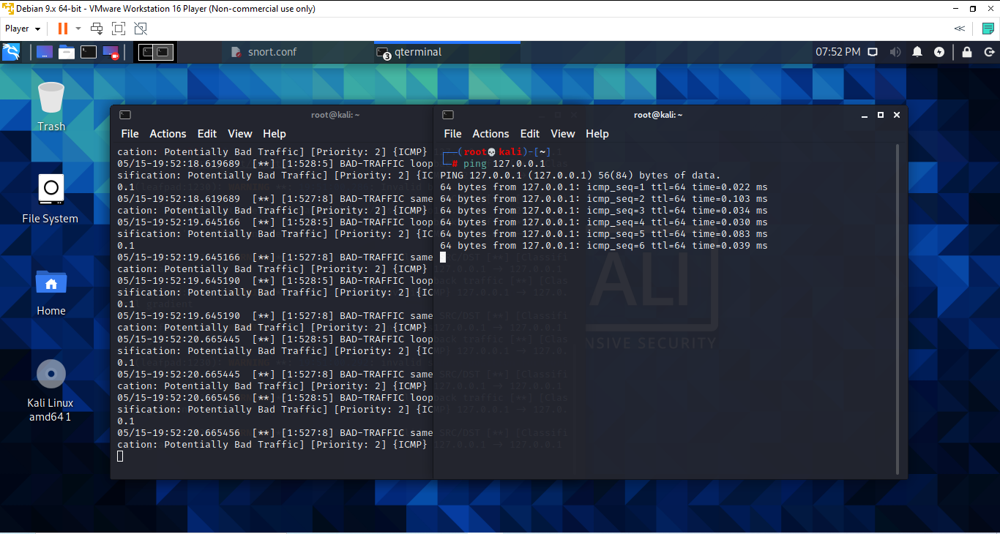 Debian 9.x 64-bit - VMware Workstation 16 Player (Non-commercial use only)
Player
snort.conf
3
qterminal
07:52 PM
Trash
File System
Home
Kali Linux
amd64 1
root@kali: ~
File Actions Edit View Help
cation: Potentially Bad Traffic] [Priority: 2] {ICMP}
05/15-19:52:18.619689 [**] [1:528:5] BAD-TRAFFIC loop
sification: Potentially Bad Traffic] [Priority: 2] {IC
0.1
05/15-19:52:18.619689 [**] [1:527:8] BAD-TRAFFIC same
cation: Potentially Bad Traffic] [Priority: 2] {ICMP}
05/15-19:52:19.645166 [**] [1:528:5] BAD-TRAFFIC loop
sification: Potentially Bad Traffic] [Priority: 2] {IC
0.1
05/15-19:52:19.645166 [**] [1:527:8] BAD-TRAFFIC same
cation: Potentially Bad Traffic] [Priority: 2] {ICMP}
05/15-19:52:19.645190 [**] [1:528:5] BAD-TRAFFIC loop
sification: Potentially Bad Traffic] [Priority: 2] {IC
0.1
05/15-19:52:19.645190 [**] [1:527:8] BAD-TRAFFIC same
cation: Potentially Bad Traffic] [Priority: 2] {ICMP}
05/15-19:52:20.665445 [**] [1:528:5] BAD-TRAFFIC loop
sification: Potentially Bad Traffic] [Priority: 2] {IC
0.1
05/15-19:52:20.665445 [**] [1:527:8] BAD-TRAFFIC same
cation: Potentially Bad Traffic] [Priority: 2] {ICMP}
05/15-19:52:20.665456 [**] [1:528:5] BAD-TRAFFIC loop
sification: Potentially Bad Traffic] [Priority: 2] {IC
0.1
05/15-19:52:20.665456 [**] [1:527:8] BAD-TRAFFIC same
cation: Potentially Bad Traffic] [Priority: 2] {ICMP}
root@kali: ~
File Actions Edit View Help
┌──(root💀kali)-[~]
└─# ping 127.0.0.1
PING 127.0.0.1 (127.0.0.1) 56(84) bytes of data.
64 bytes from 127.0.0.1: icmp_seq=1 ttl=64 time=0.022 ms
64 bytes from 127.0.0.1: icmp_seq=2 ttl=64 time=0.103 ms
64 bytes from 127.0.0.1: icmp_seq=3 ttl=64 time=0.034 ms
64 bytes from 127.0.0.1: icmp_seq=4 ttl=64 time=0.030 ms
64 bytes from 127.0.0.1: icmp_seq=5 ttl=64 time=0.083 ms
64 bytes from 127.0.0.1: icmp_seq=6 ttl=64 time=0.039 ms
ALI
NSIVE SECURITY